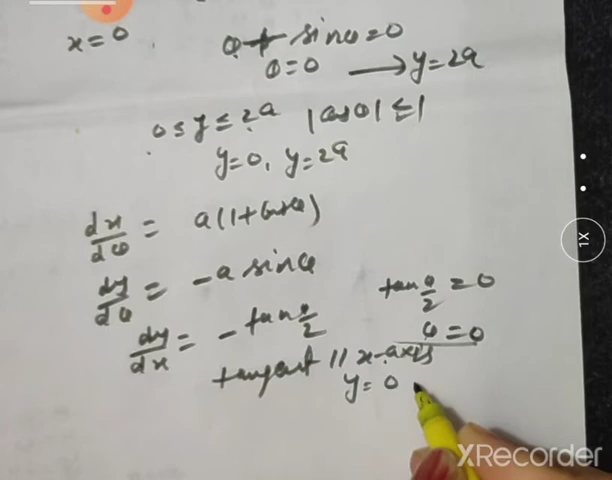 x = 0
θ + sinθ = 0
θ = 0 → y = 2a
0 ≤ y ≤ 2a |cosθ| ≤ 1
y = 0, y = 2a
dx/dθ = a(1 + cosθ)
dy/dθ = -a sinθ
dy/dx = -tan θ/2
tan θ/2 = 0
θ = 0
tangent // x-axis
y = 0
1X
XRecorder